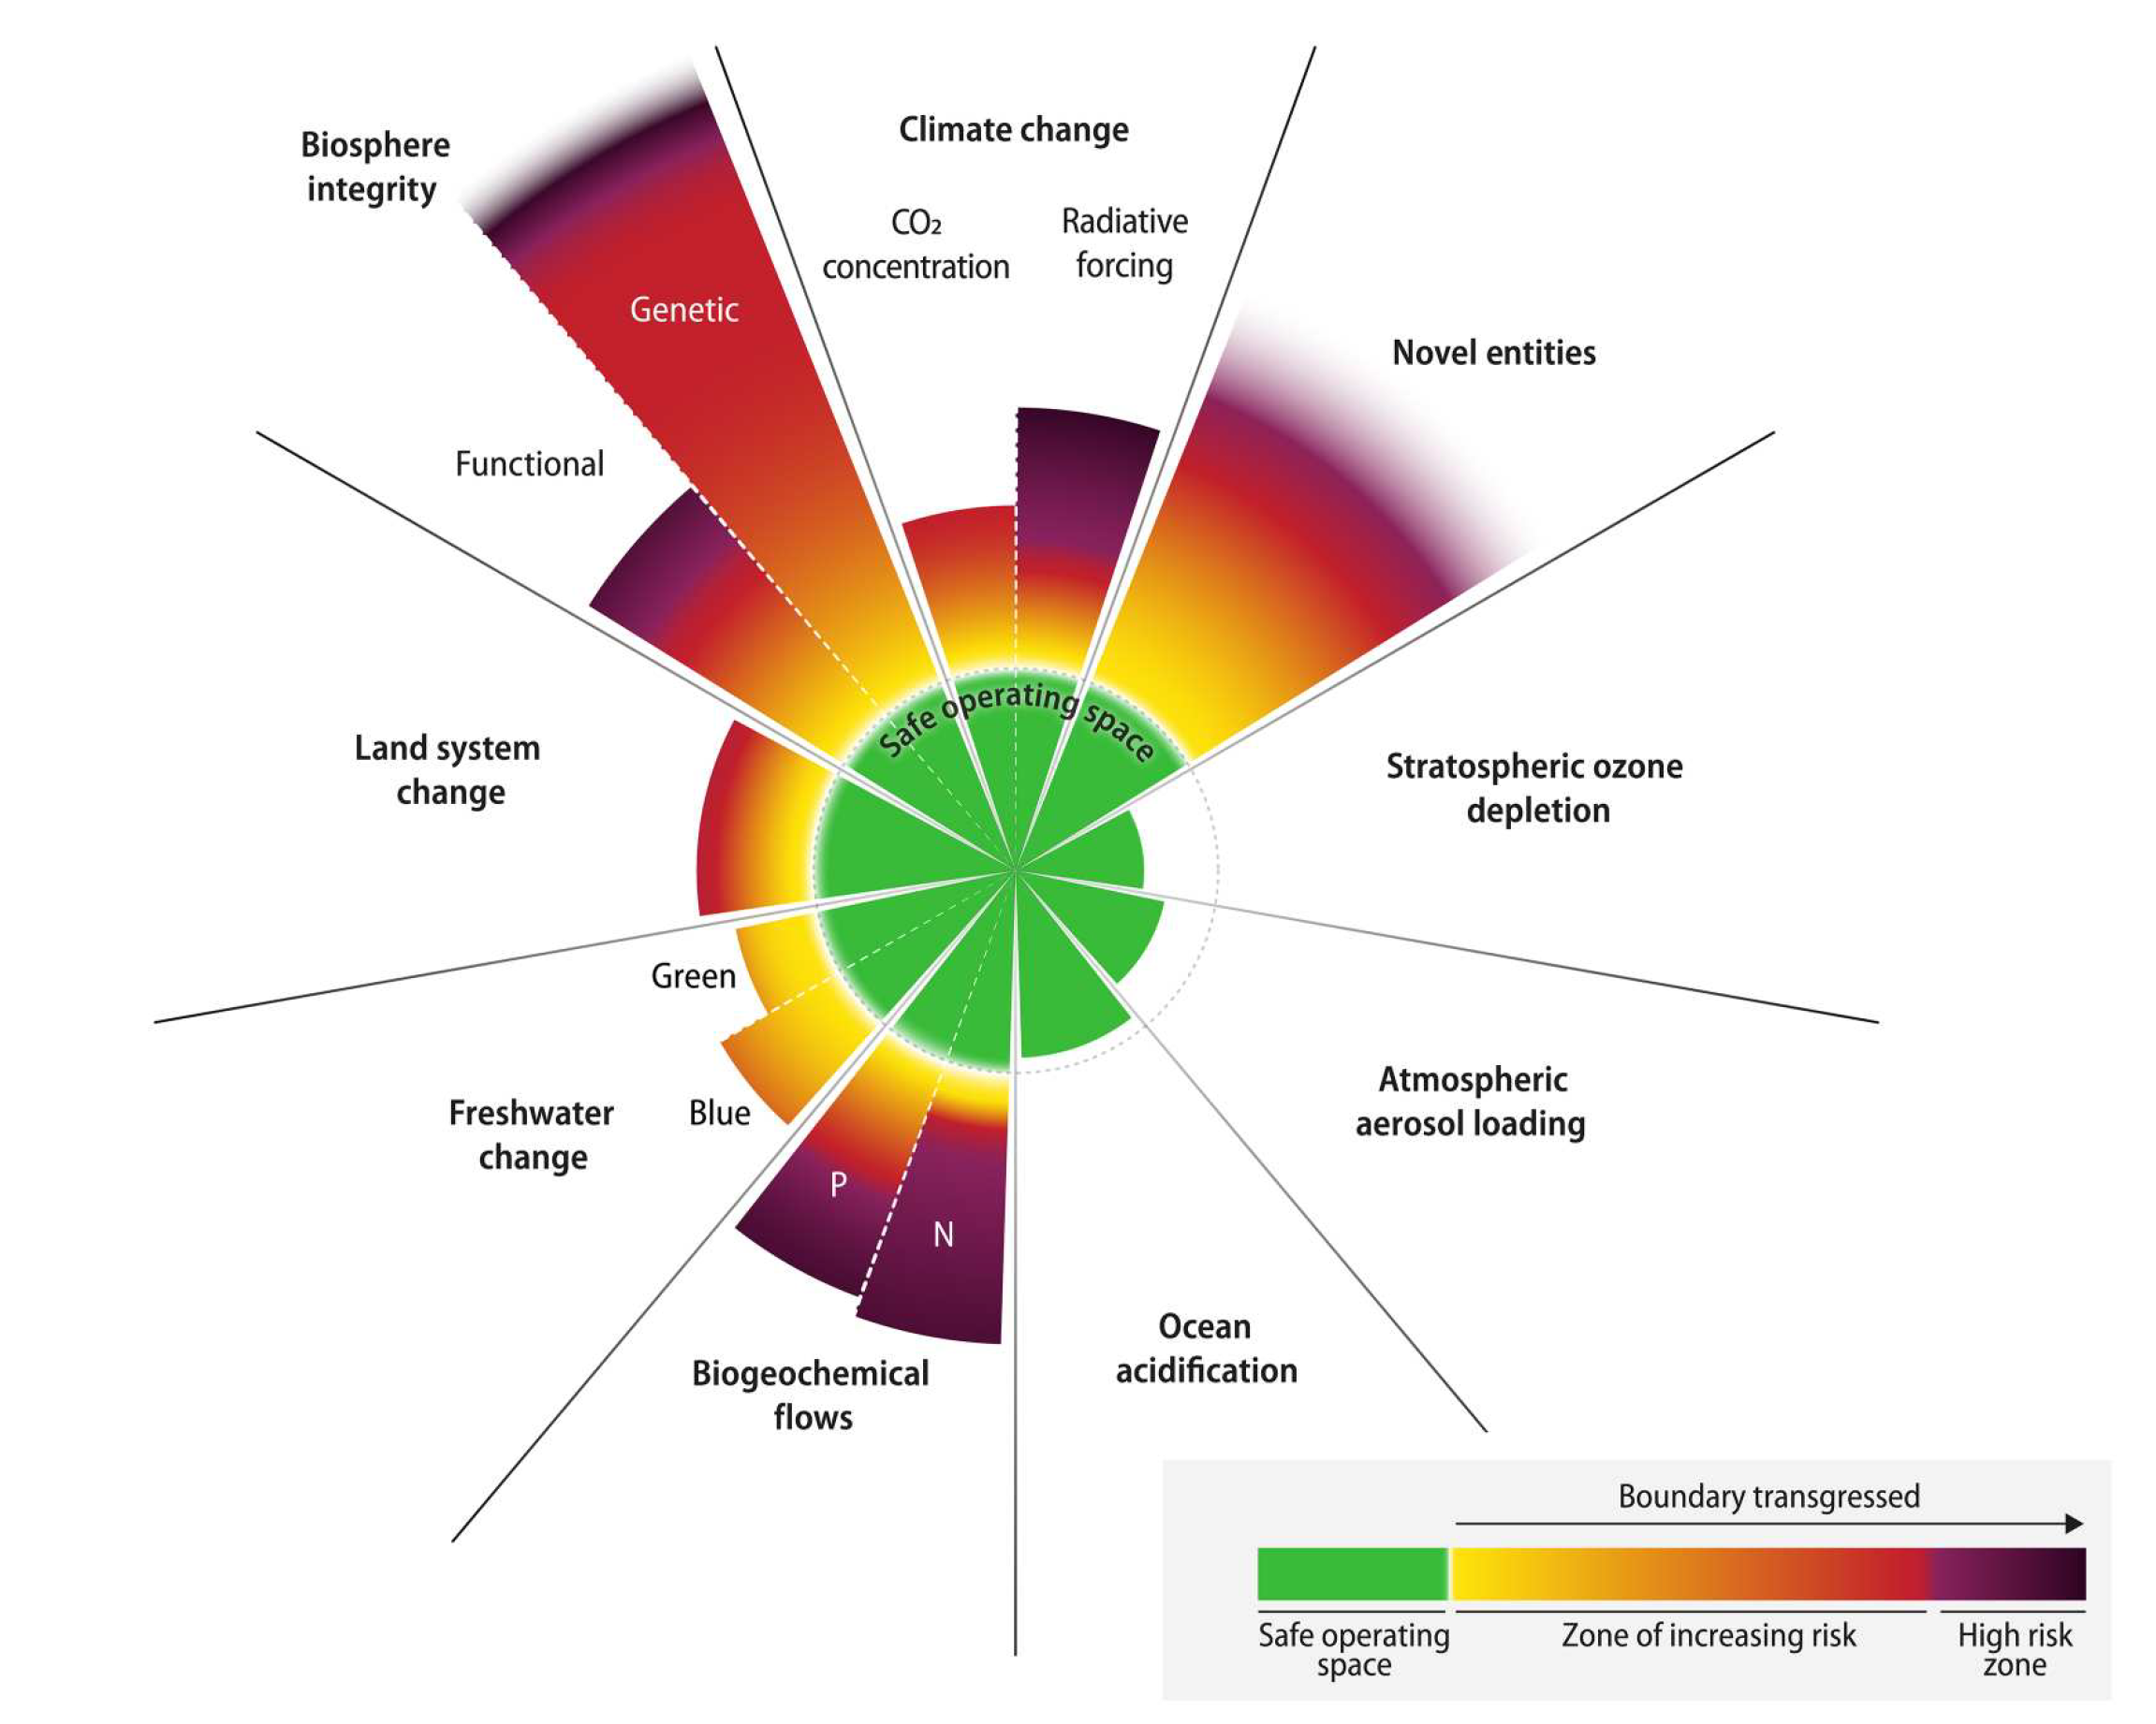 Biosphere
integrity
Climate change
CO₂
concentration
Radiative
forcing
Genetic
Novel entities
Functional
Safe operating space
Land system
change
Stratospheric ozone
depletion
Green
Blue
Freshwater
change
Atmospheric
aerosol loading
P
N
Biogeochemical
flows
Ocean
acidification
Boundary transgressed
Safe operating
space
Zone of increasing risk
High risk
zone